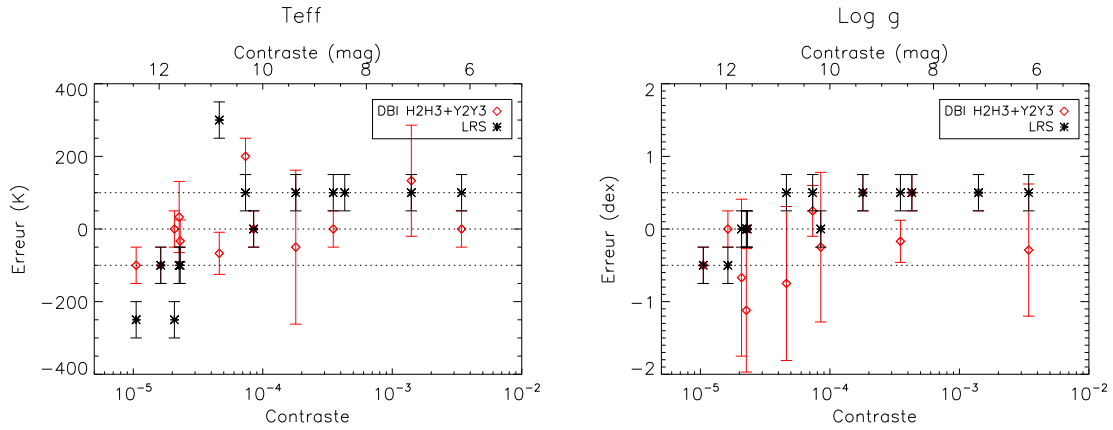 Teff
Contraste (mag)
12 10 8 6
400
200
0
−200
−400
Erreur (K)
DBI H2H3+Y2Y3
LRS
10⁻⁵ 10⁻⁴ 10⁻³ 10⁻²
Contraste
Log g
Contraste (mag)
12 10 8 6
2
1
0
−1
−2
Erreur (dex)
DBI H2H3+Y2Y3
LRS
10⁻⁵ 10⁻⁴ 10⁻³ 10⁻²
Contraste